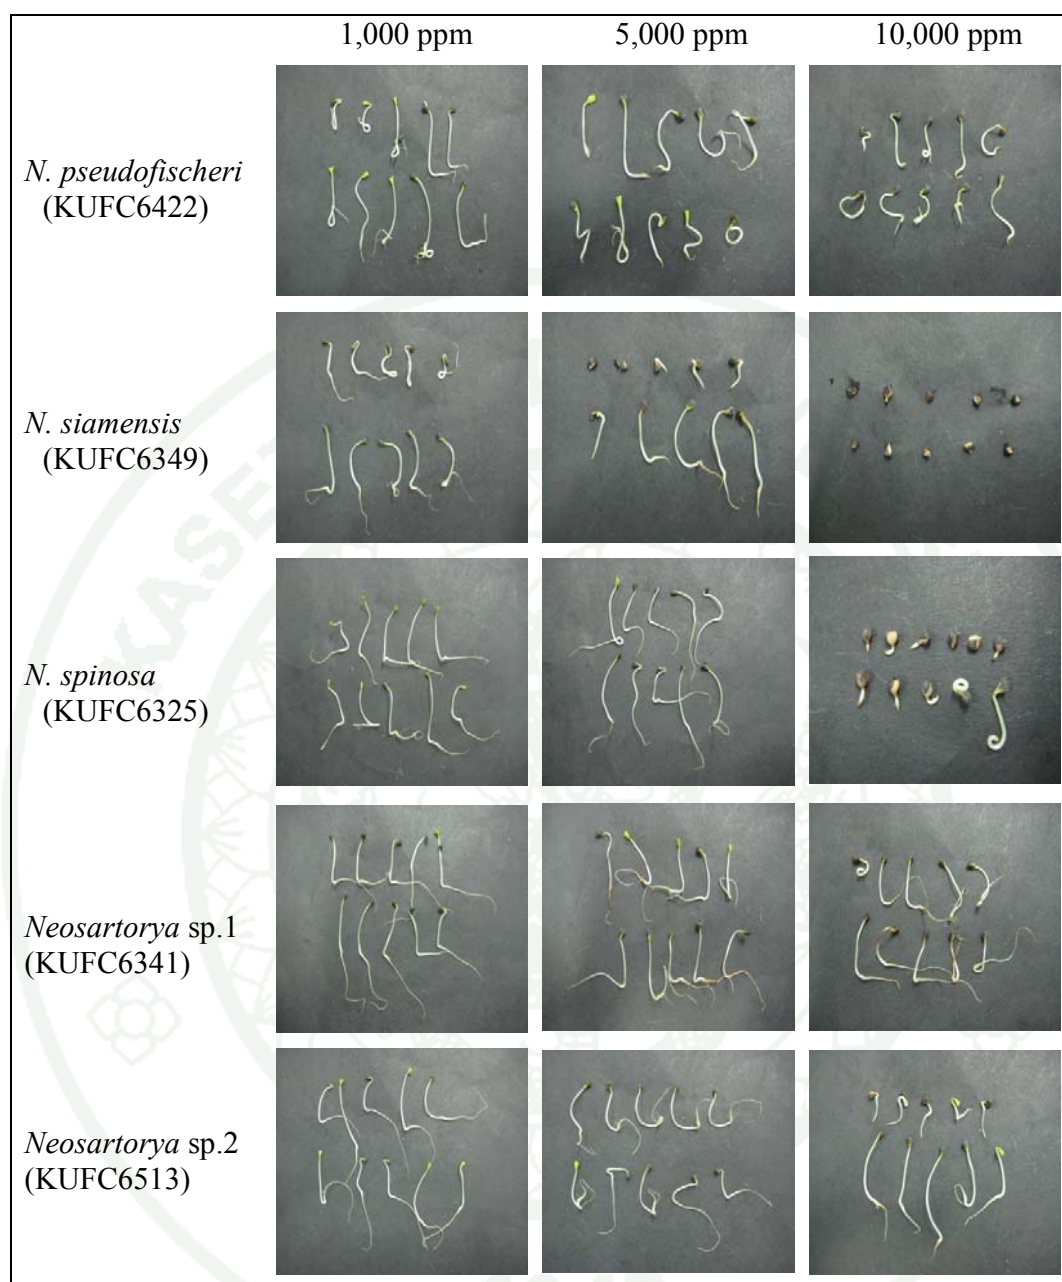 1,000 ppm 5,000 ppm 10,000 ppm
N. pseudofischeri
(KUFC6422)
N. siamensis
(KUFC6349)
N. spinosa
(KUFC6325)
Neosartorya sp.1
(KUFC6341)
Neosartorya sp.2
(KUFC6513)